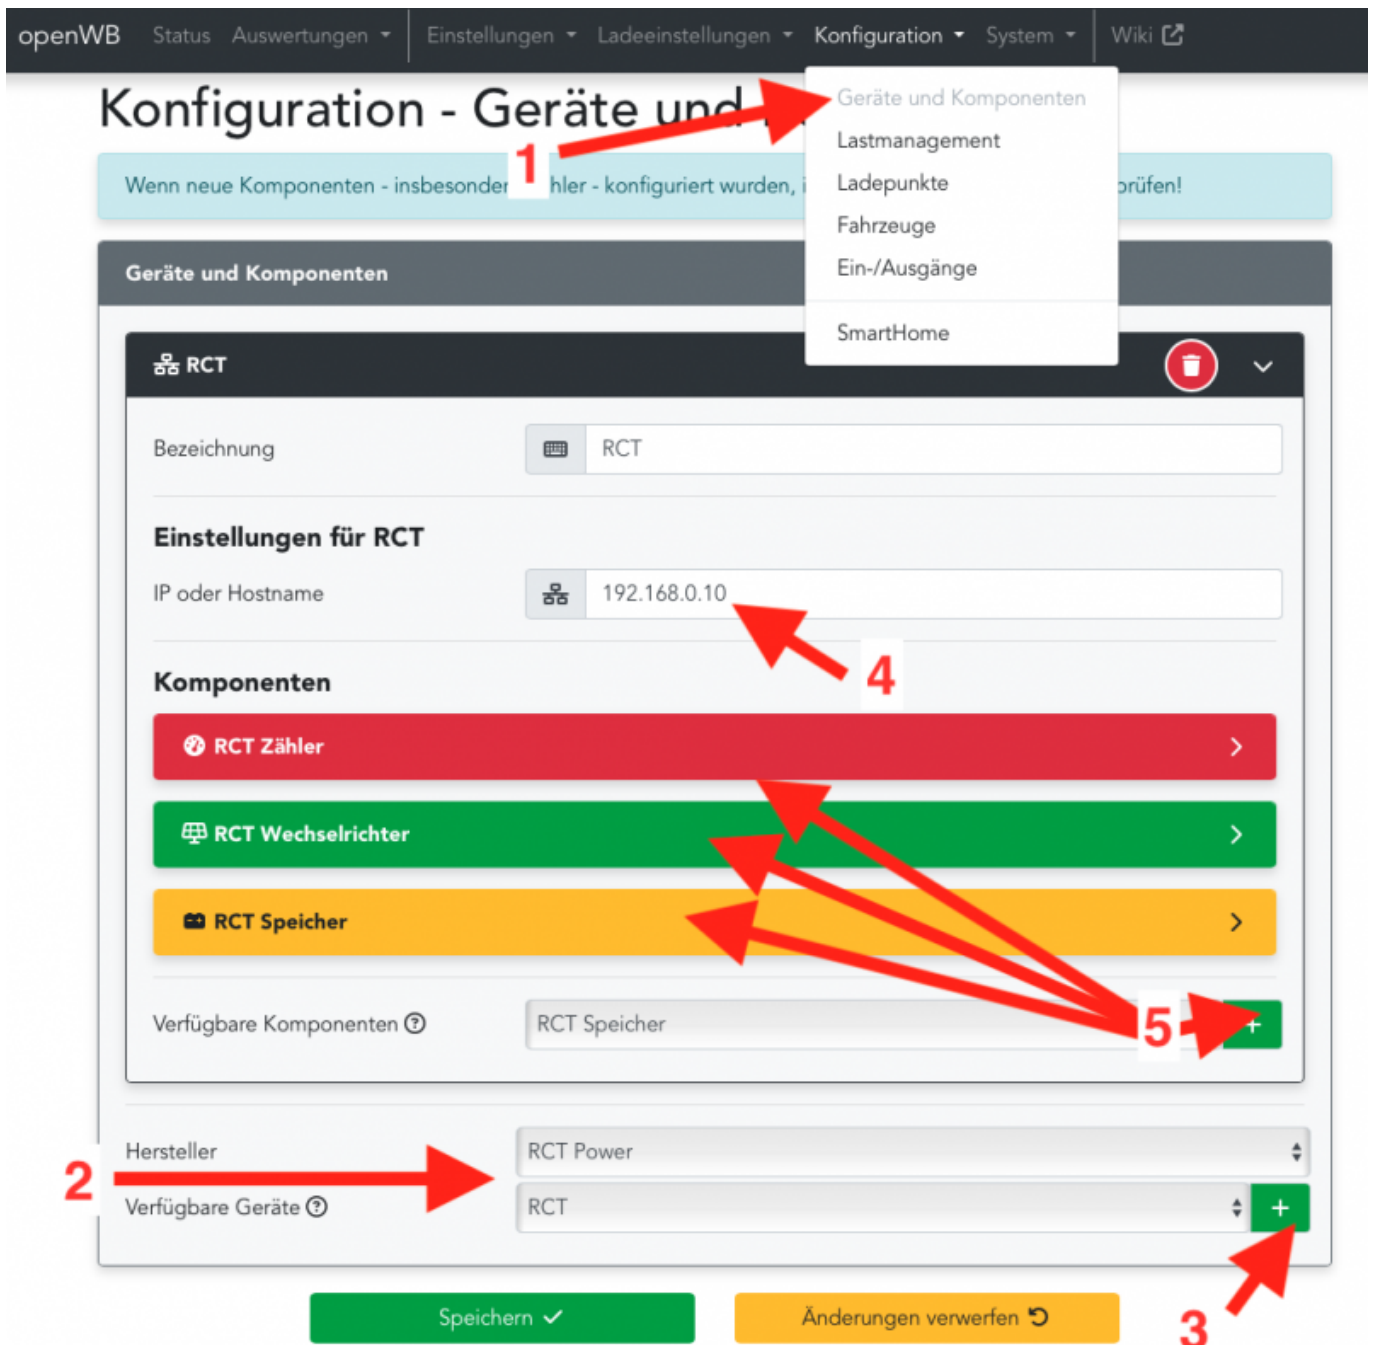 openWB Status Auswertungen Einstellungen Ladeeinstellungen Konfiguration System Wiki
Konfiguration - Geräte und
Geräte und Komponenten
Lastmanagement
Ladepunkte
Fahrzeuge
Ein-/Ausgänge
SmartHome
1
Wenn neue Komponenten - insbesonder hler - konfiguriert wurden, i prüfen!
Geräte und Komponenten
RCT
Bezeichnung RCT
Einstellungen für RCT
IP oder Hostname 192.168.0.10
4
Komponenten
RCT Zähler
RCT Wechselrichter
RCT Speicher
Verfügbare Komponenten RCT Speicher 5 +
Hersteller RCT Power
2
Verfügbare Geräte RCT +
Speichern Änderungen verwerfen 3